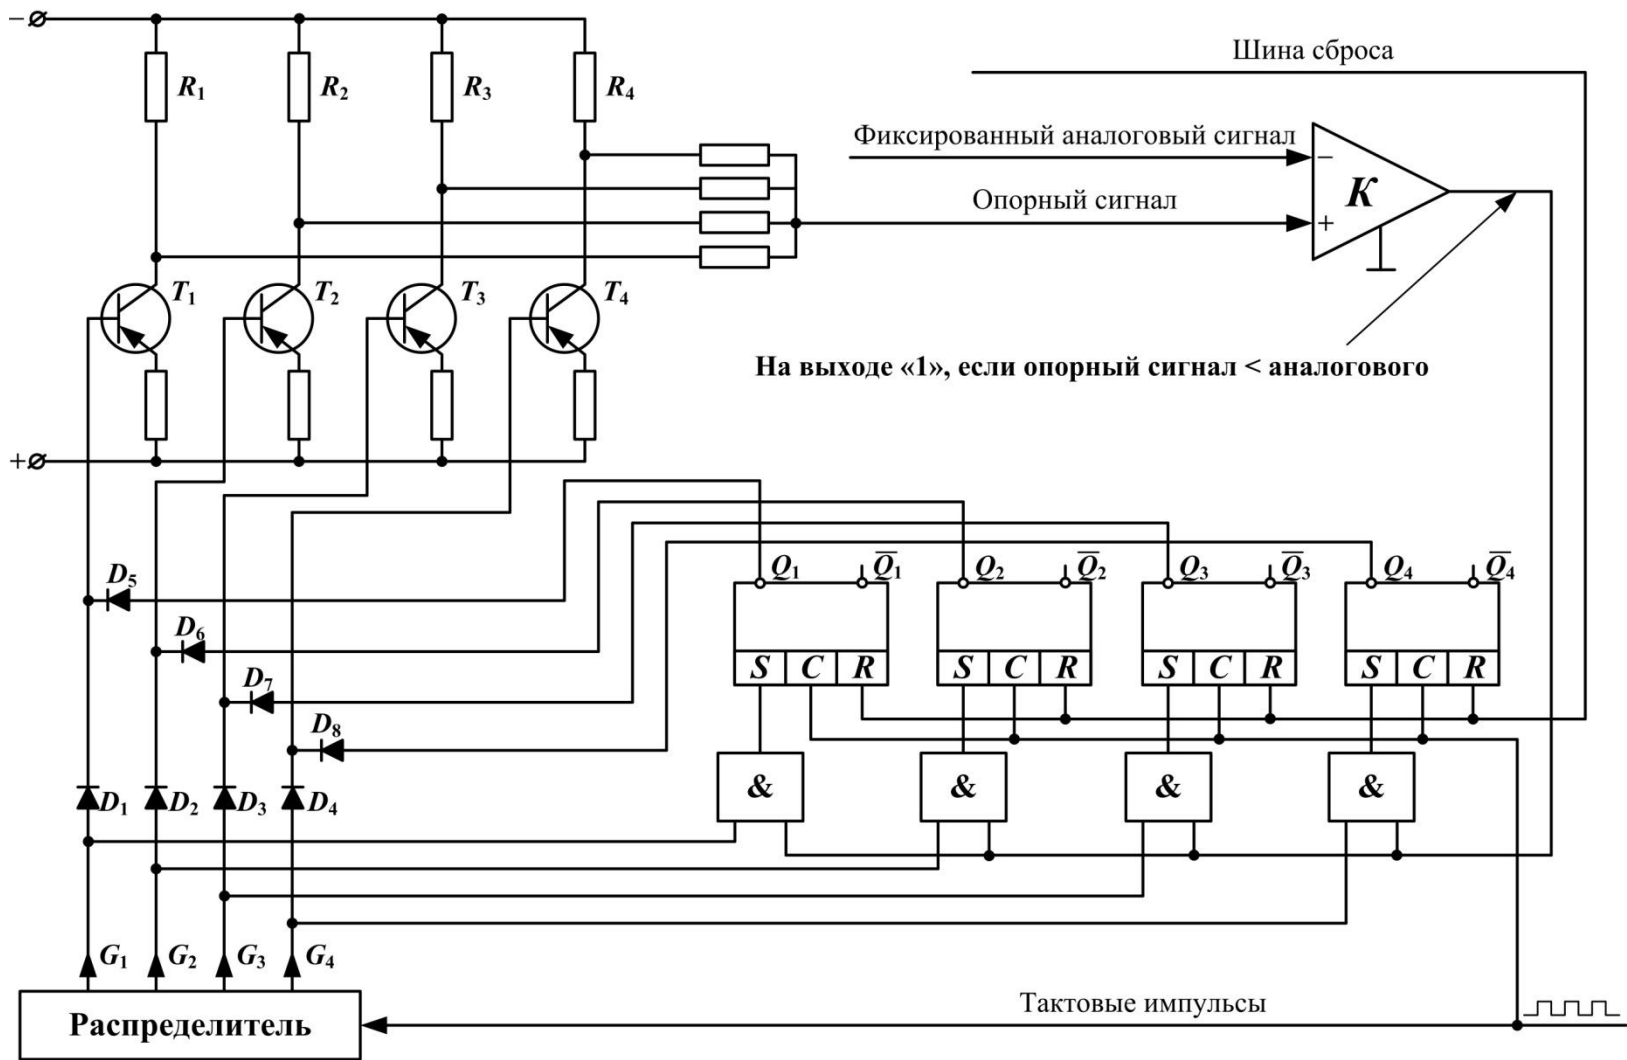 −
R₁ R₂ R₃ R₄
Шина сброса
Фиксированный аналоговый сигнал
−
K
Опорный сигнал
+
T₁ T₂ T₃ T₄
На выходе «1», если опорный сигнал < аналогового
+
D₅ Q₁ Q̅₁ Q₂ Q̅₂ Q₃ Q̅₃ Q₄ Q̅₄
D₆
S C R S C R S C R S C R
D₇
D₈
& & & &
D₁ D₂ D₃ D₄
G₁ G₂ G₃ G₄
Тактовые импульсы
Распределитель